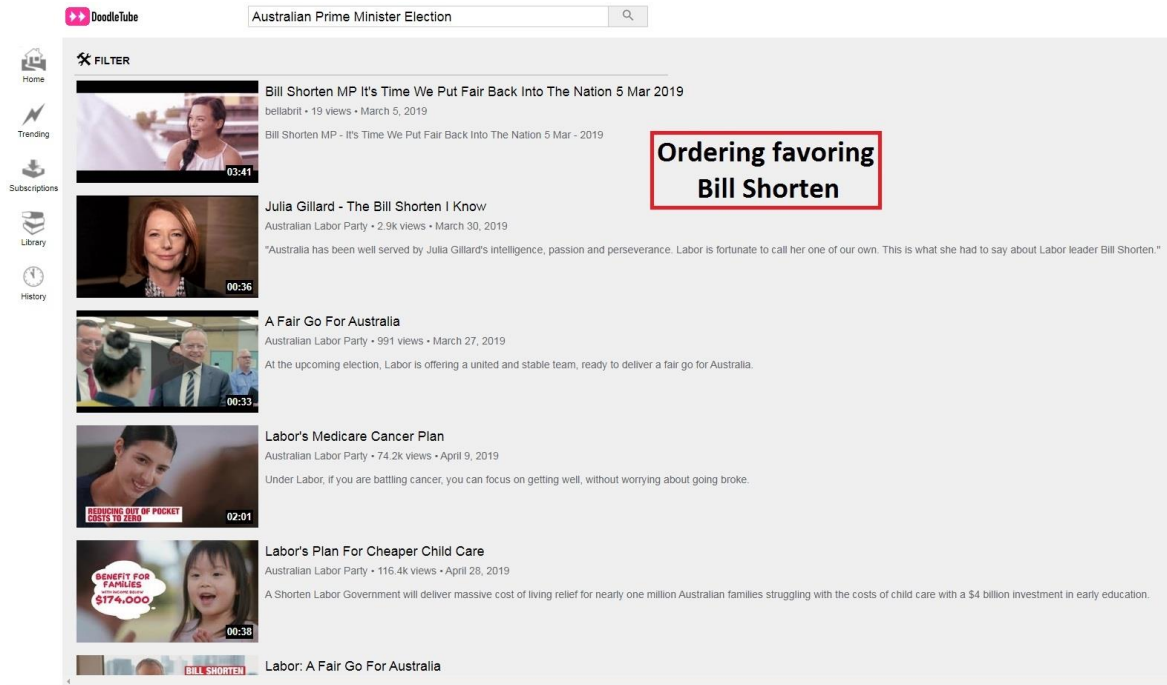 DoodleTube
Australian Prime Minister Election
FILTER
Home
Trending
Subscriptions
Library
History
03:41
Bill Shorten MP It's Time We Put Fair Back Into The Nation 5 Mar 2019
bellabrit • 19 views • March 5, 2019
Bill Shorten MP - It's Time We Put Fair Back Into The Nation 5 Mar - 2019
Ordering favoring
Bill Shorten
00:36
Julia Gillard - The Bill Shorten I Know
Australian Labor Party • 2.9k views • March 30, 2019
"Australia has been well served by Julia Gillard's intelligence, passion and perseverance. Labor is fortunate to call her one of our own. This is what she had to say about Labor leader Bill Shorten."
00:33
A Fair Go For Australia
Australian Labor Party • 991 views • March 27, 2019
At the upcoming election, Labor is offering a united and stable team, ready to deliver a fair go for Australia.
REDUCING OUT OF POCKET
COSTS TO ZERO
02:01
Labor's Medicare Cancer Plan
Australian Labor Party • 74.2k views • April 9, 2019
Under Labor, if you are battling cancer, you can focus on getting well, without worrying about going broke.
BENEFIT FOR
FAMILIES
WITH INCOME BELOW
$174,000
00:38
Labor's Plan For Cheaper Child Care
Australian Labor Party • 116.4k views • April 28, 2019
A Shorten Labor Government will deliver massive cost of living relief for nearly one million Australian families struggling with the costs of child care with a $4 billion investment in early education.
BILL SHORTEN
Labor: A Fair Go For Australia